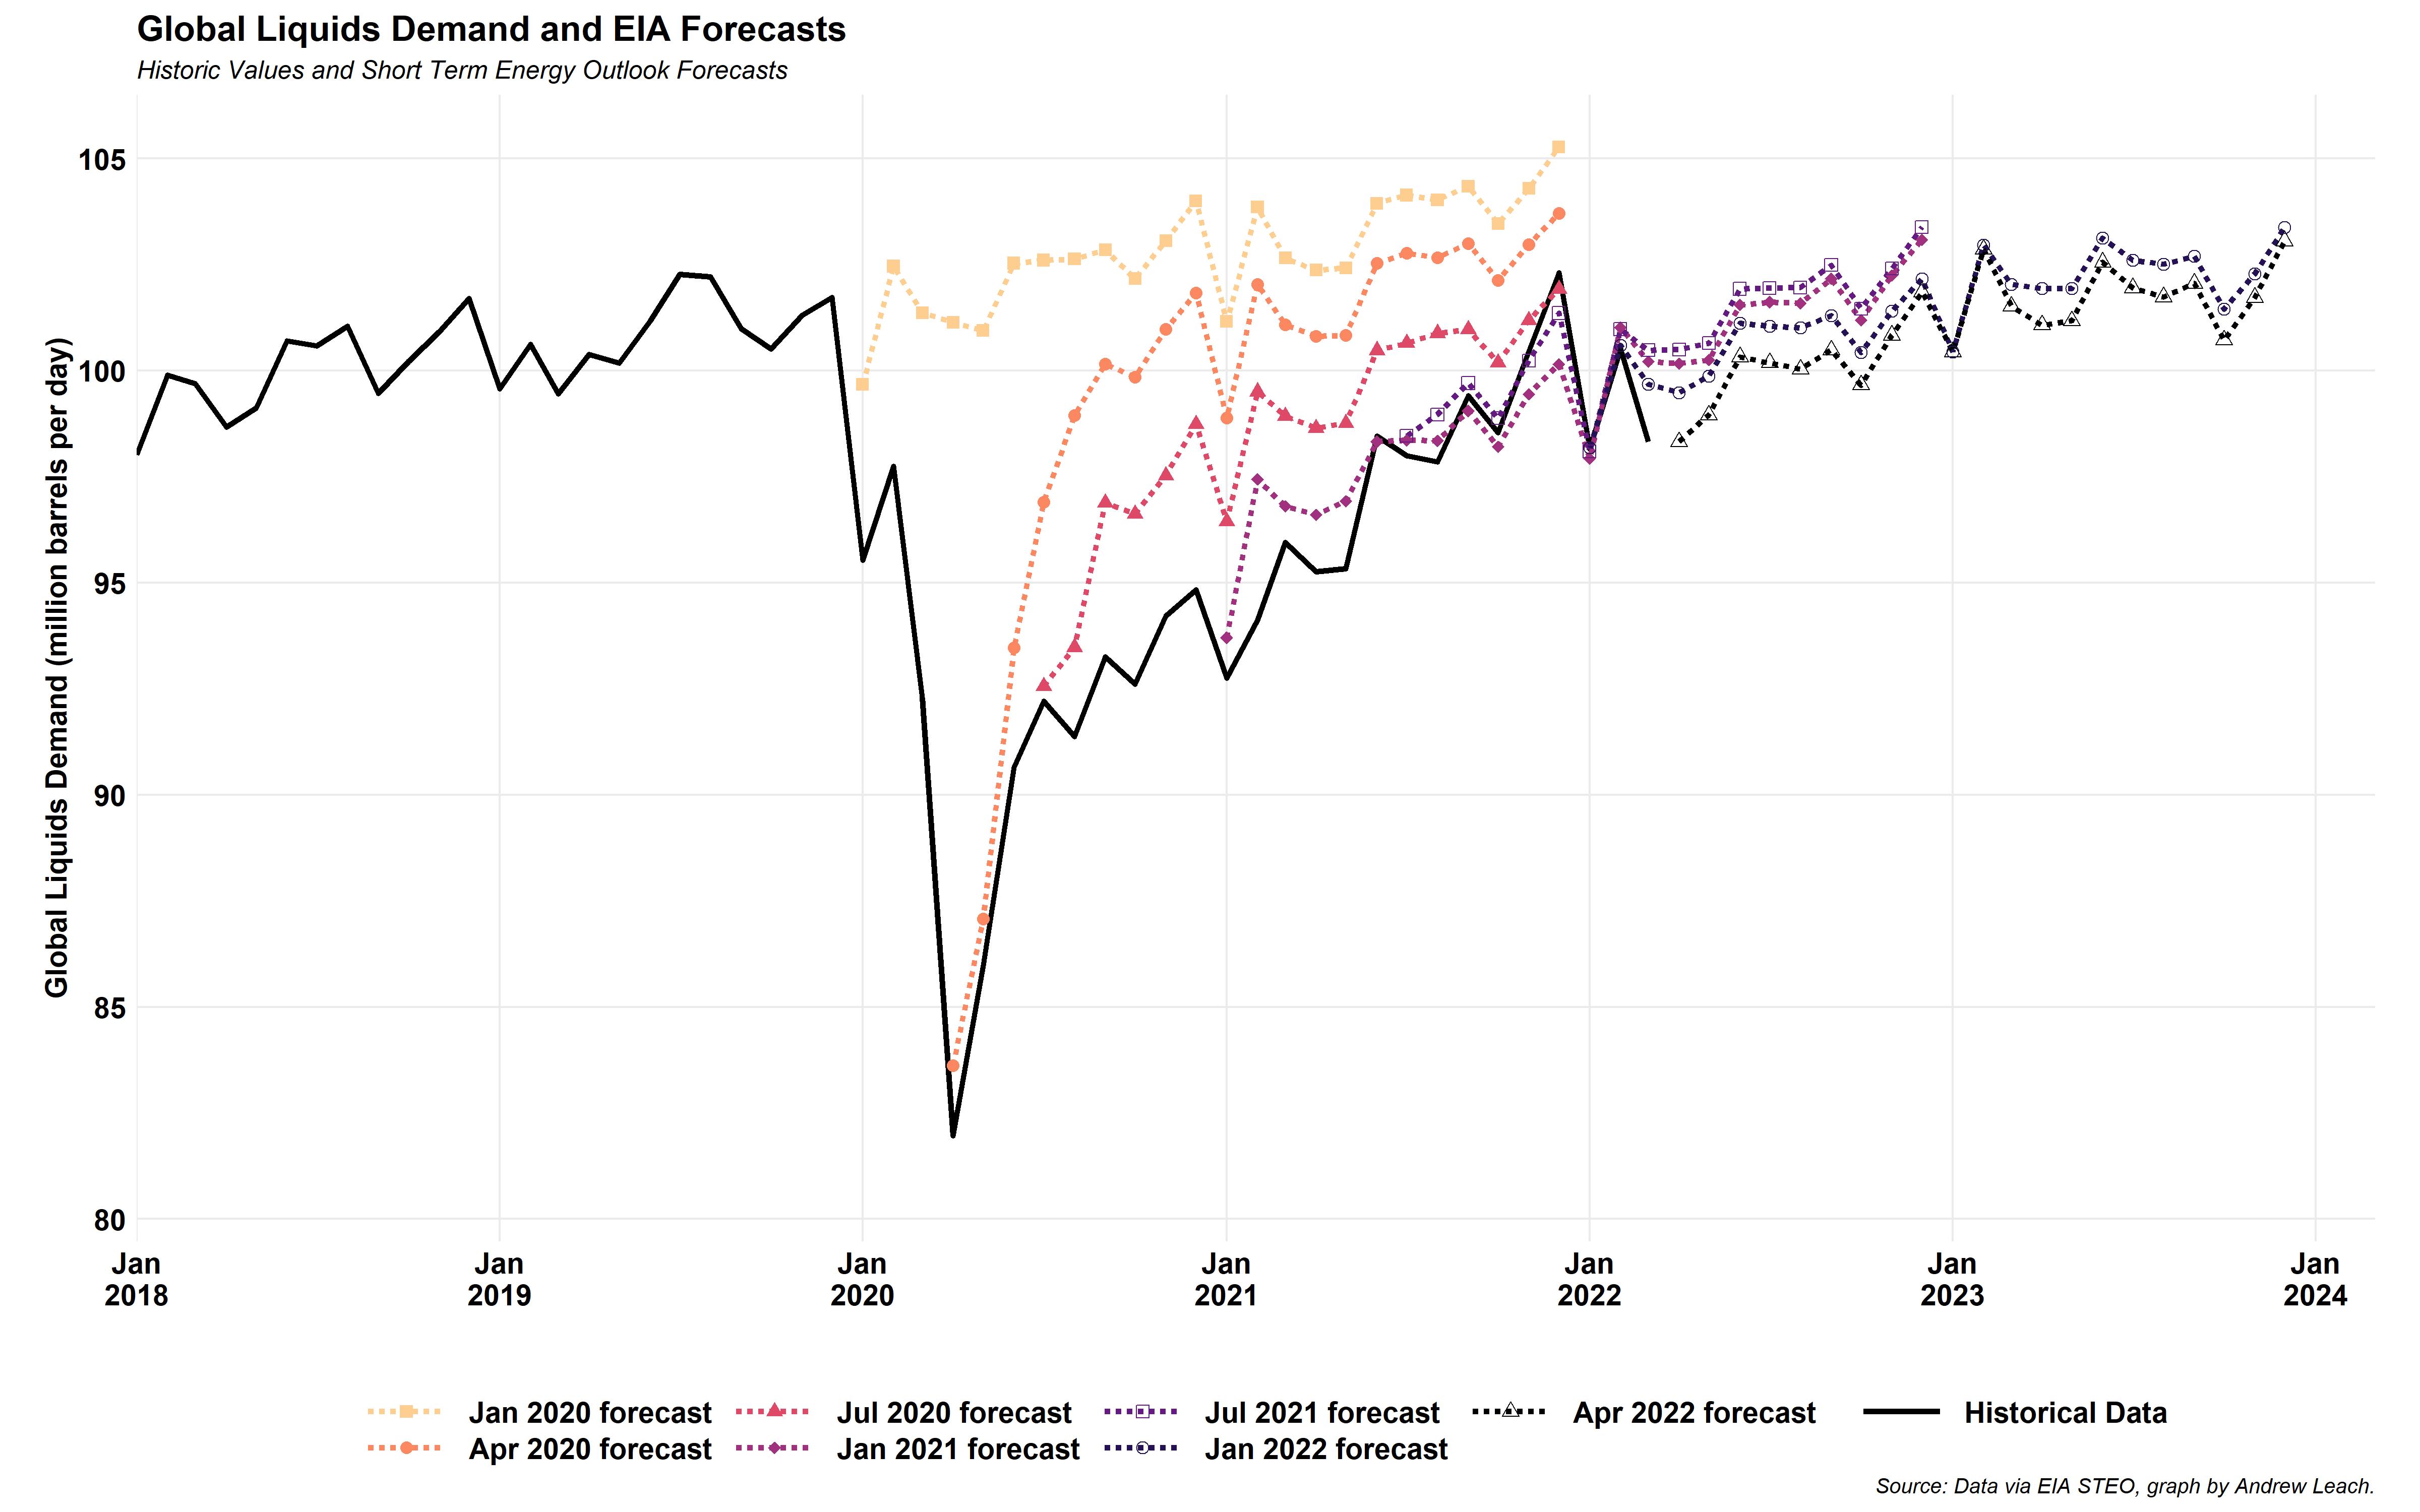 Global Liquids Demand and EIA Forecasts
Historic Values and Short Term Energy Outlook Forecasts
Global Liquids Demand (million barrels per day)
105
100
95
90
85
80
Jan
2018
Jan
2019
Jan
2020
Jan
2021
Jan
2022
Jan
2023
Jan
2024
Jan 2020 forecast
Apr 2020 forecast
Jul 2020 forecast
Jan 2021 forecast
Jul 2021 forecast
Jan 2022 forecast
Apr 2022 forecast
Historical Data
Source: Data via EIA STEO, graph by Andrew Leach.